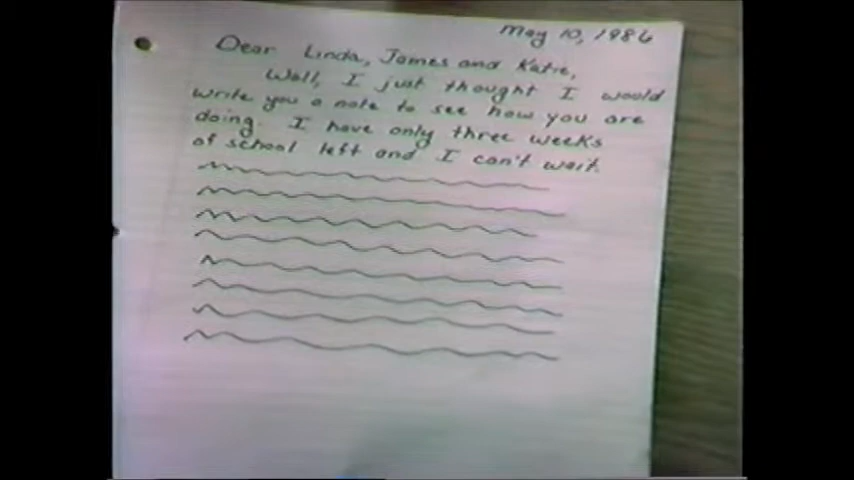 May 10, 1986
Dear Linda, James and Katie,
Well, I just thought I would
write you a note to see how you are
doing. I have only three weeks
of school left and I can't wait.